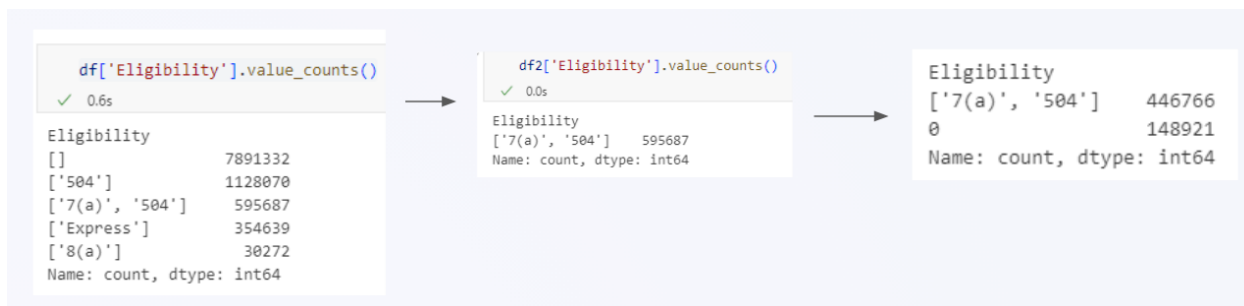 df['Eligibility'].value_counts()
✓ 0.6s
Eligibility
[] 7891332
['504'] 1128070
['7(a)', '504'] 595687
['Express'] 354639
['8(a)'] 30272
Name: count, dtype: int64
df2['Eligibility'].value_counts()
✓ 0.0s
Eligibility
['7(a)', '504'] 595687
Name: count, dtype: int64
Eligibility
['7(a)', '504'] 446766
0 148921
Name: count, dtype: int64